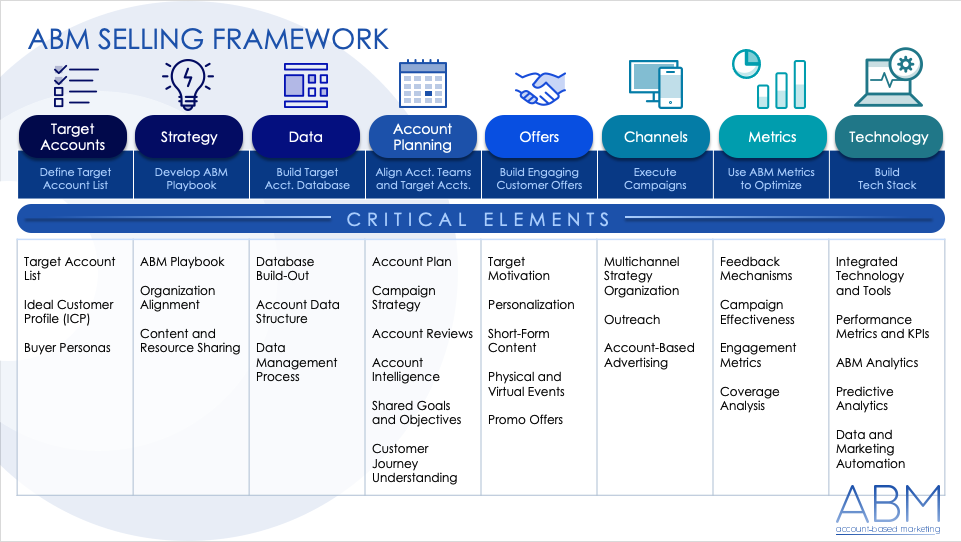 ABM SELLING FRAMEWORK
Target
Accounts
Strategy
Data
Account
Planning
Offers
Channels
Metrics
Technology
Define Target
Account List
Develop ABM
Playbook
Build Target
Acct. Database
Align Acct. Teams
and Target Accts.
Build Engaging
Customer Offers
Execute
Campaigns
Use ABM Metrics
to Optimize
Build
Tech Stack
CRITICAL ELEMENTS
Target Account
List
Ideal Customer
Profile (ICP)
Buyer Personas
ABM Playbook
Organization
Alignment
Content and
Resource Sharing
Database
Build-Out
Account Data
Structure
Data
Management
Process
Account Plan
Campaign
Strategy
Account Reviews
Account
Intelligence
Shared Goals
and Objectives
Customer
Journey
Understanding
Target
Motivation
Personalization
Short-Form
Content
Physical and
Virtual Events
Promo Offers
Multichannel
Strategy
Organization
Outreach
Account-Based
Advertising
Feedback
Mechanisms
Campaign
Effectiveness
Engagement
Metrics
Coverage
Analysis
Integrated
Technology
and Tools
Performance
Metrics and KPIs
ABM Analytics
Predictive
Analytics
Data and
Marketing
Automation
ABM
account-based marketing